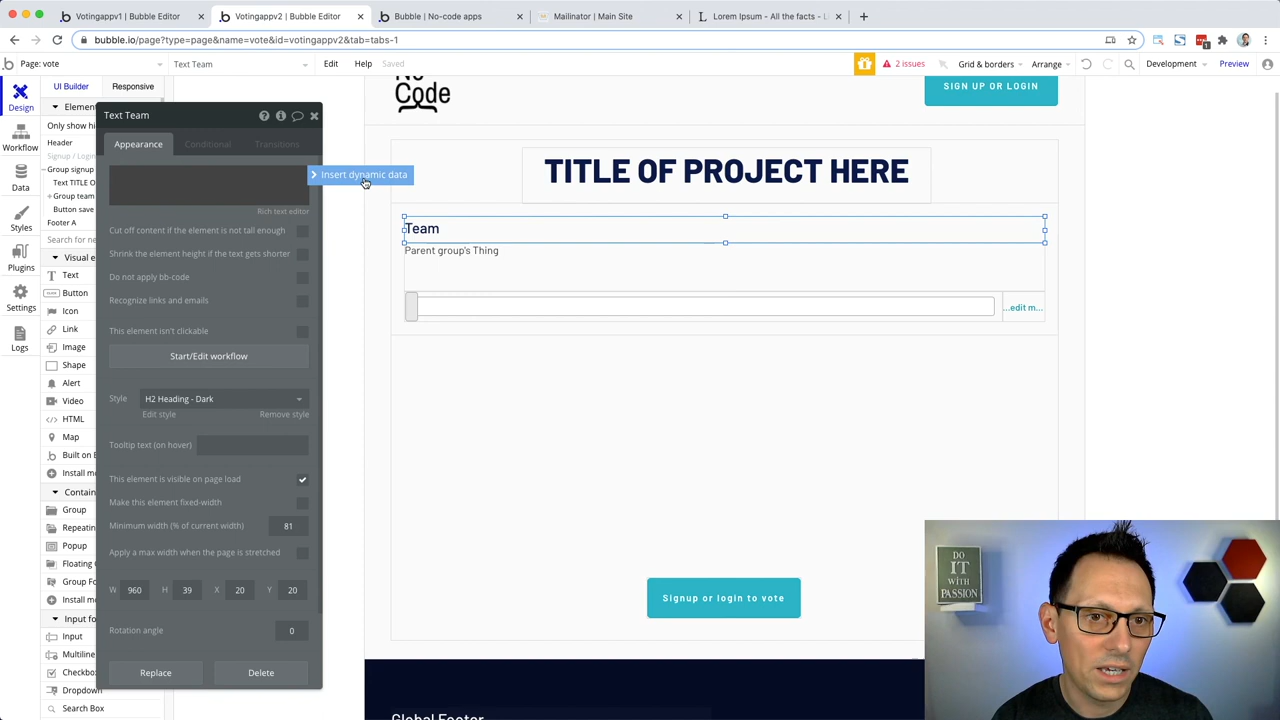 Votingappv1 | Bubble Editor
Votingappv2 | Bubble Editor
Bubble | No-code apps
Mailinator | Main Site
Lorem Ipsum - All the facts - Li
bubble.io/page?type=page&name=vote&id=votingappv2&tab=tabs-1
Page: vote
Text Team
Edit
Help
Saved
2 issues
Grid & borders
Arrange
Development
Preview
Design
Workflow
Data
Styles
Plugins
Settings
Logs
UI Builder
Responsive
Only show
Header
Signup / Login
Group signup
Text TITLE O
Group team
Button save
Footer A
Search for ne
Visual e
Text
Button
Icon
Link
Image
Shape
Alert
Video
HTML
Map
Built on B
Install mo
Contain
Group
Repeatin
Popup
Floating G
Group Fo
Install mo
Input fo
Input
Multiline
Checkbo
Dropdown
Search Box
Text Team
Appearance
Conditional
Transitions
Insert dynamic data
Rich text editor
Cut off content if the element is not tall enough
Shrink the element height if the text gets shorter
Do not apply bb-code
Recognize links and emails
This element isn't clickable
Start/Edit workflow
Style
H2 Heading - Dark
Edit style
Remove style
Tooltip text (on hover)
This element is visible on page load
Make this element fixed-width
Minimum width (% of current width)
81
Apply a max width when the page is stretched
W 960 H 39 X 20 Y 20
Rotation angle
0
Replace
Delete
No
Code
SIGN UP OR LOGIN
TITLE OF PROJECT HERE
Team
Parent group's Thing
...edit m...
Signup or login to vote
Global Footer
DO
IT
WITH
PASSION